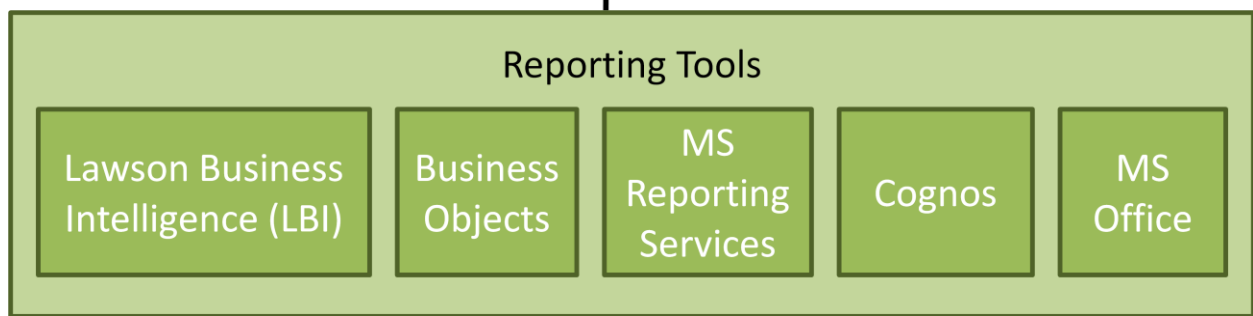 Reporting Tools
Lawson Business
Intelligence (LBI)
Business
Objects
MS
Reporting
Services
Cognos
MS
Office